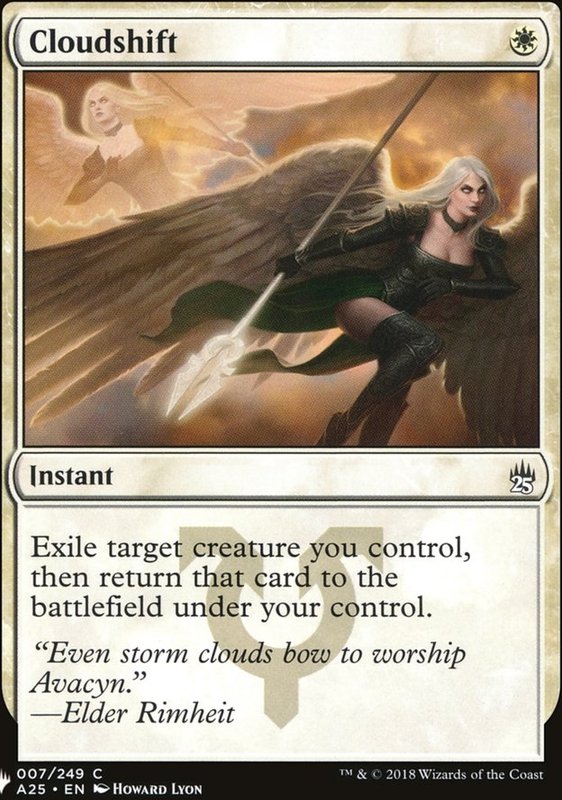 Cloudshift
Instant
25
Exile target creature you control,
then return that card to the
battlefield under your control.
“Even storm clouds bow to worship
Avacyn.”
—Elder Rimheit
007/249 C
A25 • EN Howard Lyon
™ & © 2018 Wizards of the Coast